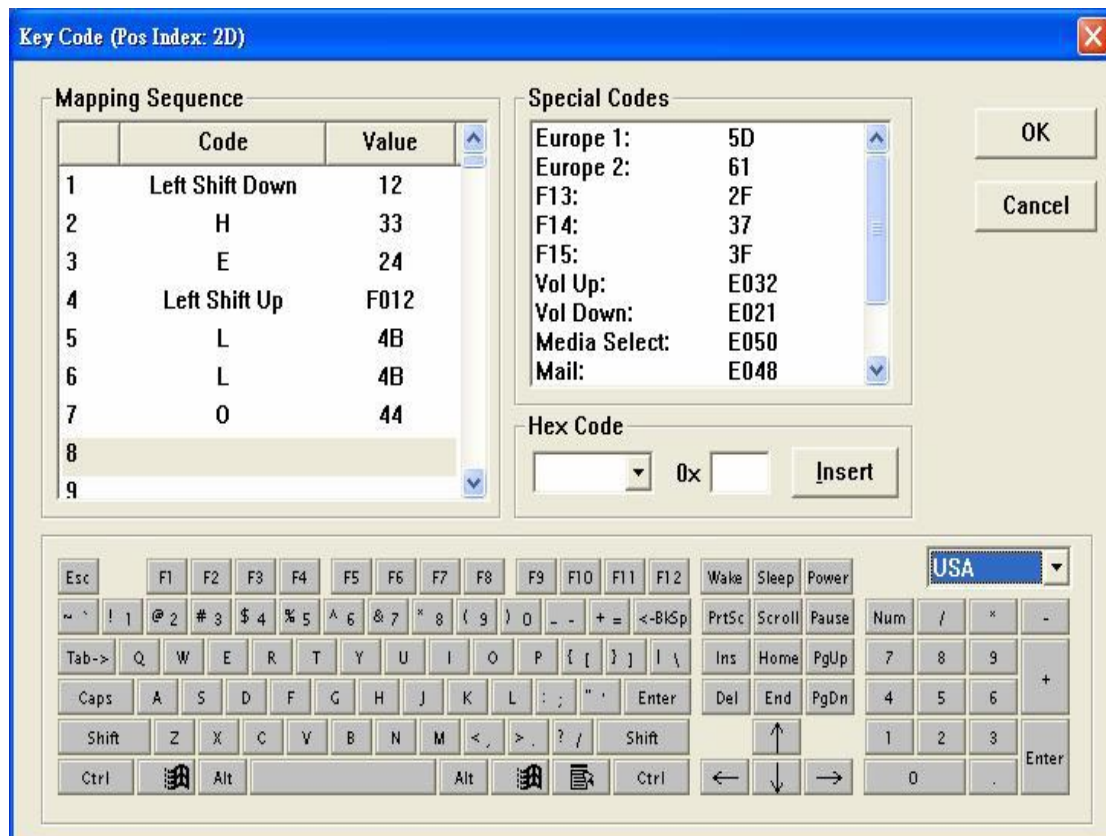 Key Code (Pos Index: 2D)
Mapping Sequence
Code Value
1 Left Shift Down 12
2 H 33
3 E 24
4 Left Shift Up F012
5 L 4B
6 L 4B
7 O 44
8
9
Special Codes
Europe 1: 5D
Europe 2: 61
F13: 2F
F14: 37
F15: 3F
Vol Up: E032
Vol Down: E021
Media Select: E050
Mail: E048
Hex Code
0x Insert
OK
Cancel
USA
Esc F1 F2 F3 F4 F5 F6 F7 F8 F9 F10 F11 F12 Wake Sleep Power
~ ` ! 1 @ 2 # 3 $ 4 % 5 ^ 6 & 7 * 8 ( 9 ) 0 _ - + = <-BkSp PrtSc Scroll Pause Num / * -
Tab-> Q W E R T Y U I O P { [ } ] | \ Ins Home PgUp 7 8 9 +
Caps A S D F G H J K L : ; " ' Enter Del End PgDn 4 5 6
Shift Z X C V B N M < , > . ? / Shift ↑ 1 2 3 Enter
Ctrl Alt Alt Ctrl ← ↓ → 0 .